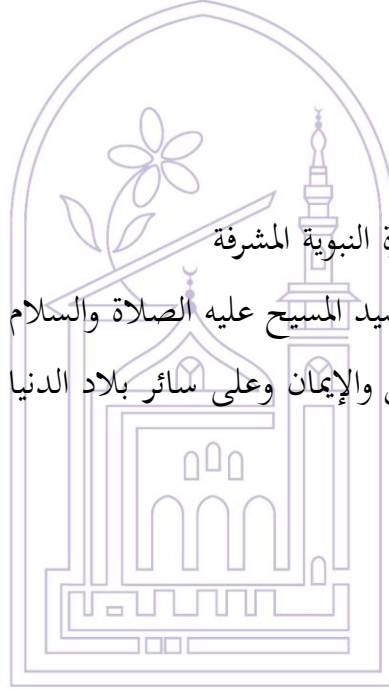 ة النبوية المشرفة
سيد المسيح عليه الصلاة والسلام
والإيمان وعلى سائر بلاد الدنيا